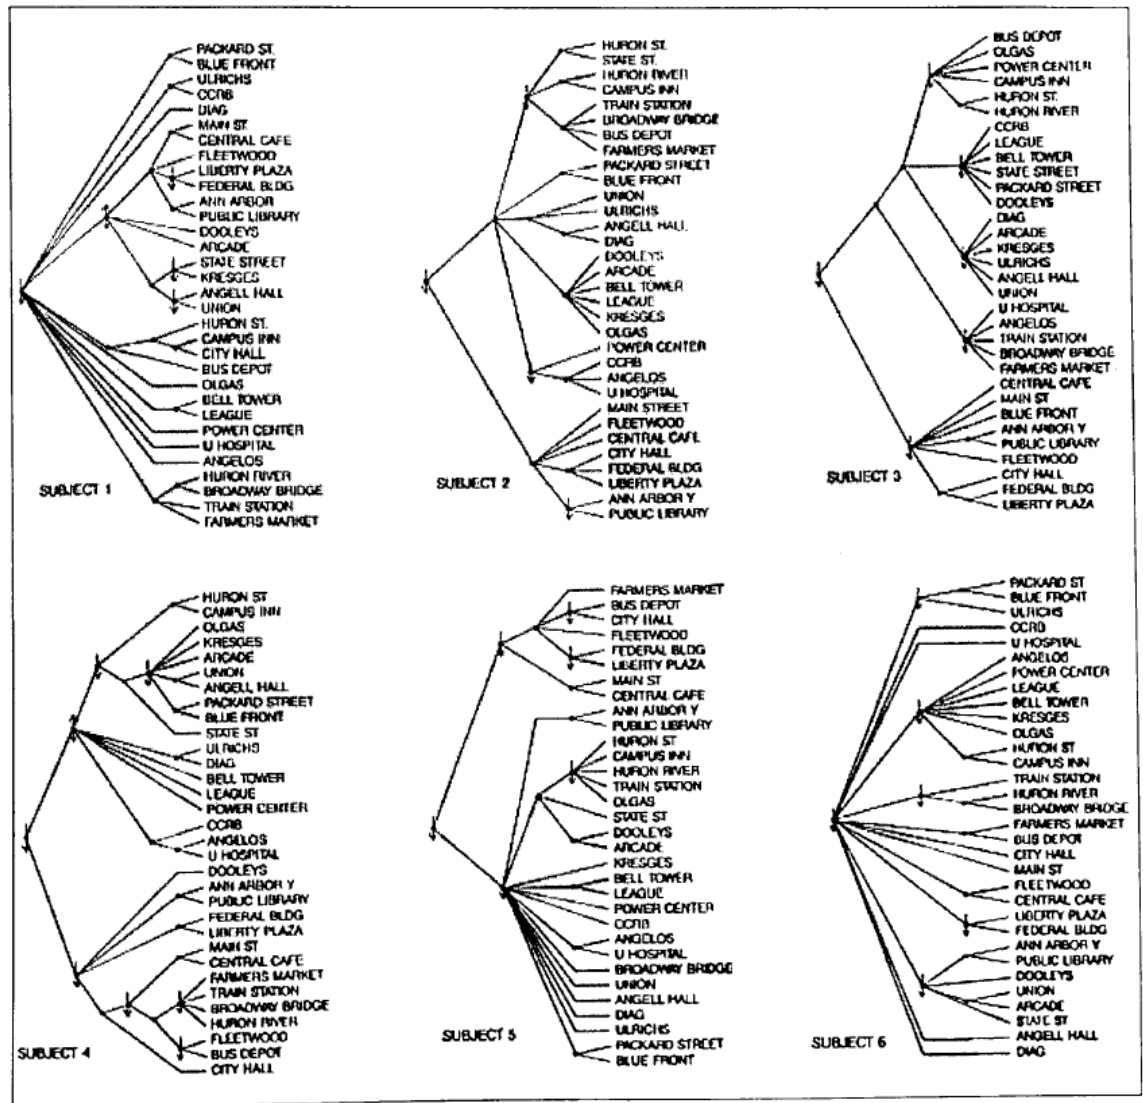 PACKARD ST.
BLUE FRONT
ULRICHS
CCRB
DIAG
MAIN ST.
CENTRAL CAFE
FLEETWOOD
LIBERTY PLAZA
FEDERAL BLDG
ANN ARBOR
PUBLIC LIBRARY
DOOLEYS
ARCADE
STATE STREET
KRESGES
ANGELL HALL
UNION
HURON ST.
CAMPUS INN
CITY HALL
BUS DEPOT
OLGAS
BELL TOWER
LEAGUE
POWER CENTER
U HOSPITAL
ANGELOS
HURON RIVER
BROADWAY BRIDGE
TRAIN STATION
FARMERS MARKET
SUBJECT 1
HURON ST.
STATE ST.
HURON RIVER
CAMPUS INN
TRAIN STATION
BROADWAY BRIDGE
BUS DEPOT
FARMERS MARKET
PACKARD STREET
BLUE FRONT
UNION
ULRICHS
ANGELL HALL
DIAG
DOOLEYS
ARCADE
BELL TOWER
LEAGUE
KRESGES
OLGAS
POWER CENTER
CCRB
ANGELOS
U HOSPITAL
MAIN STREET
FLEETWOOD
CENTRAL CAFE
CITY HALL
FEDERAL BLDG
LIBERTY PLAZA
ANN ARBOR Y
PUBLIC LIBRARY
SUBJECT 2
BUS DEPOT
OLGAS
POWER CENTER
CAMPUS INN
HURON ST.
HURON RIVER
CCRB
LEAGUE
BELL TOWER
STATE STREET
PACKARD STREET
DOOLEYS
DIAG
ARCADE
KRESGES
ULRICHS
ANGELL HALL
UNION
U HOSPITAL
ANGELOS
TRAIN STATION
BROADWAY BRIDGE
FARMERS MARKET
CENTRAL CAFE
MAIN ST
BLUE FRONT
ANN ARBOR Y
PUBLIC LIBRARY
FLEETWOOD
CITY HALL
FEDERAL BLDG
LIBERTY PLAZA
SUBJECT 3
HURON ST
CAMPUS INN
OLGAS
KRESGES
ARCADE
UNION
ANGELL HALL
PACKARD STREET
BLUE FRONT
STATE ST
ULRICHS
DIAG
BELL TOWER
LEAGUE
POWER CENTER
CCRB
ANGELOS
U HOSPITAL
DOOLEYS
ANN ARBOR Y
PUBLIC LIBRARY
FEDERAL BLDG
LIBERTY PLAZA
MAIN ST
CENTRAL CAFE
FARMERS MARKET
TRAIN STATION
BROADWAY BRIDGE
HURON RIVER
FLEETWOOD
BUS DEPOT
CITY HALL
SUBJECT 4
FARMERS MARKET
BUS DEPOT
CITY HALL
FLEETWOOD
FEDERAL BLDG
LIBERTY PLAZA
MAIN ST
CENTRAL CAFE
ANN ARBOR Y
PUBLIC LIBRARY
HURON ST
CAMPUS INN
HURON RIVER
TRAIN STATION
OLGAS
STATE ST
DOOLEYS
ARCADE
KRESGES
BELL TOWER
LEAGUE
POWER CENTER
CCRB
ANGELOS
U HOSPITAL
BROADWAY BRIDGE
UNION
ANGELL HALL
DIAG
ULRICHS
PACKARD STREET
BLUE FRONT
SUBJECT 5
PACKARD ST
BLUE FRONT
ULRICHS
CCRB
U HOSPITAL
ANGELOS
POWER CENTER
LEAGUE
BELL TOWER
KRESGES
OLGAS
HURON ST
CAMPUS INN
TRAIN STATION
HURON RIVER
BROADWAY BRIDGE
FARMERS MARKET
BUS DEPOT
CITY HALL
MAIN ST
FLEETWOOD
CENTRAL CAFE
LIBERTY PLAZA
FEDERAL BLDG
ANN ARBOR Y
PUBLIC LIBRARY
DOOLEYS
UNION
ARCADE
STATE ST
ANGELL HALL
DIAG
SUBJECT 6